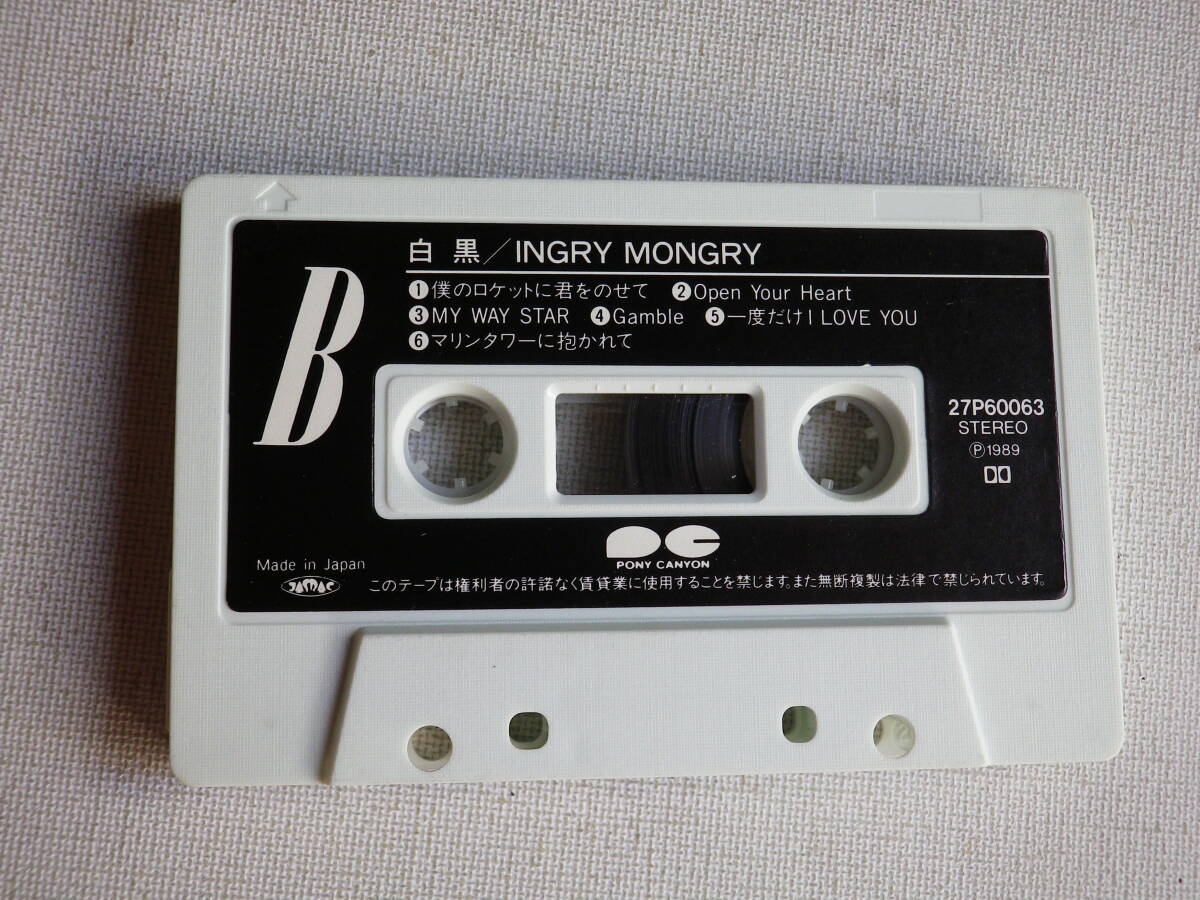 白黒／INGRY MONGRY
B
❶僕のロケットに君をのせて ❷Open Your Heart
❸MY WAY STAR ❹Gamble ❺一度だけI LOVE YOU
❻マリンタワーに抱かれて
27P60063
STEREO
Ⓟ1989
PC
PONY CANYON
Made in Japan
JASRAC
このテープは権利者の許諾なく賃貸業に使用することを禁じます。また無断複製は法律で禁じられています。